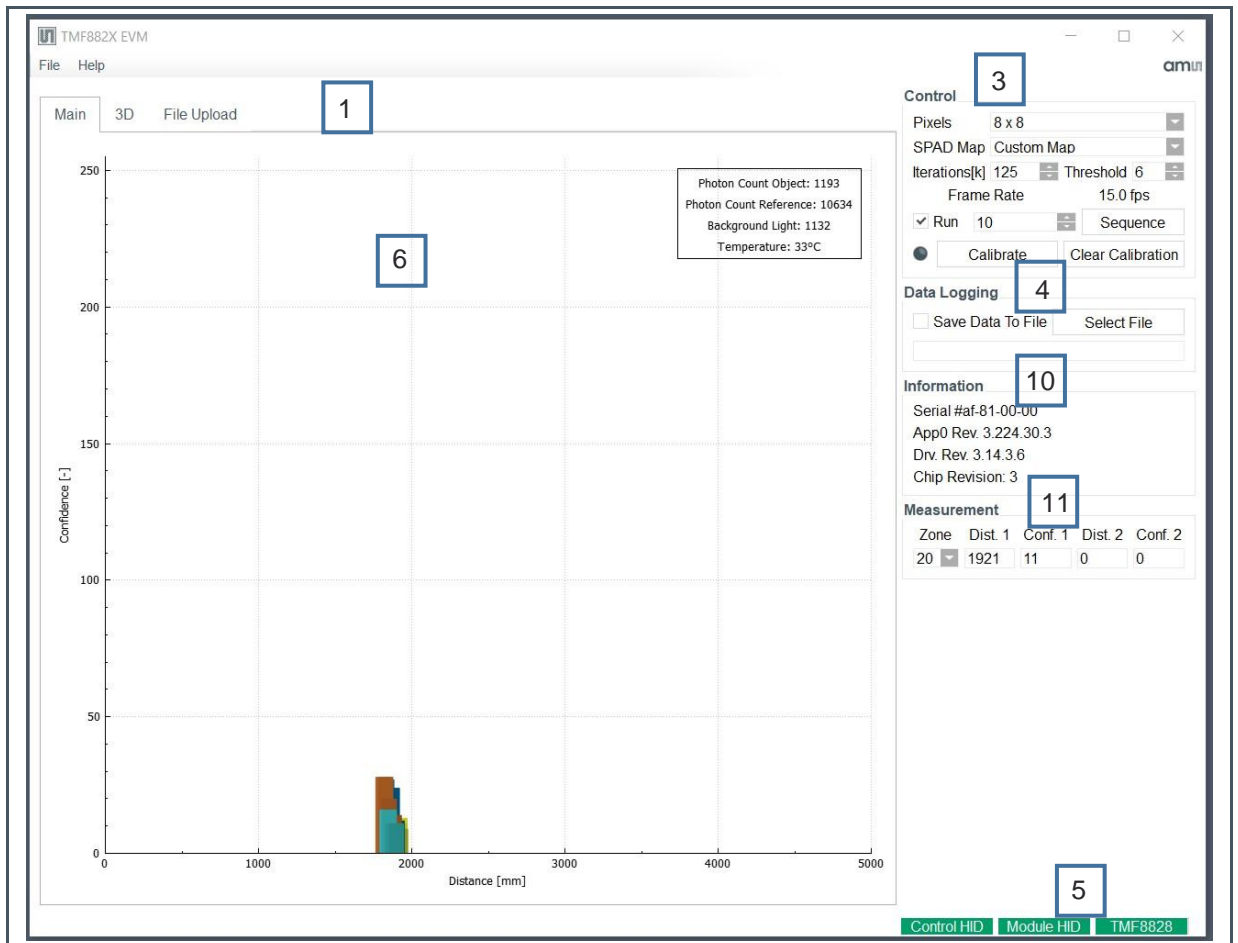 TMF882X EVM
File Help
amu
Main 3D File Upload
1
3
Control
Pixels 8 x 8
SPAD Map Custom Map
Iterations[k] 125 Threshold 6
Frame Rate 15.0 fps
Run 10 Sequence
Calibrate Clear Calibration
4
Data Logging
Save Data To File Select File
10
Information
Serial #af-81-00-00
App0 Rev. 3.224.30.3
Drv. Rev. 3.14.3.6
Chip Revision: 3
11
Measurement
Zone Dist. 1 Conf. 1 Dist. 2 Conf. 2
20 1921 11 0 0
Photon Count Object: 1193
Photon Count Reference: 10634
Background Light: 1132
Temperature: 33°C
6
250
200
150
100
50
0
Confidence [-]
0 1000 2000 3000 4000 5000
Distance [mm]
5
Control HID Module HID TMF8828